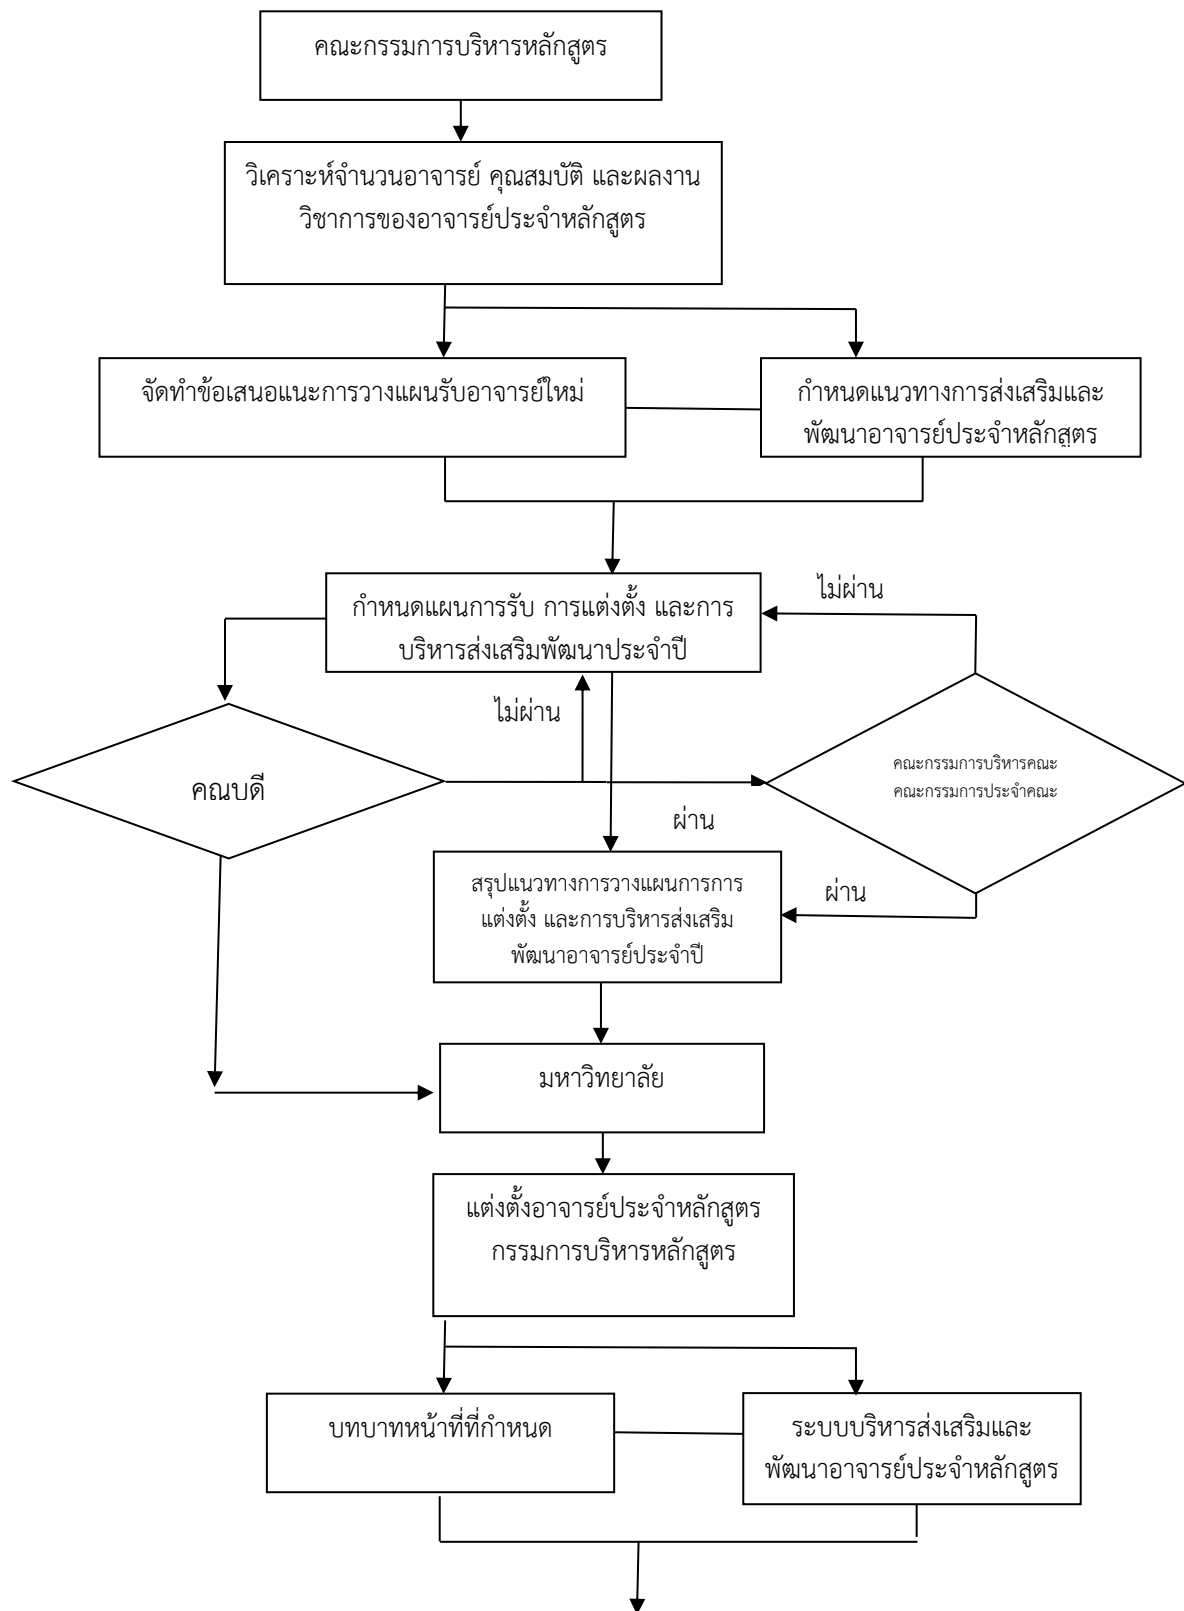 คณะกรรมการบริหารหลักสูตร
วิเคราะห์จำนวนอาจารย์ คุณสมบัติ และผลงาน
วิชาการของอาจารย์ประจำหลักสูตร
จัดทำข้อเสนอแนะการวางแผนรับอาจารย์ใหม่
กำหนดแนวทางการส่งเสริมและ
พัฒนาอาจารย์ประจำหลักสูตร
ไม่ผ่าน
กำหนดแผนการรับ การแต่งตั้ง และการ
บริหารส่งเสริมพัฒนาประจำปี
ไม่ผ่าน
คณบดี
คณะกรรมการบริหารคณะ
คณะกรรมการประจำคณะ
ผ่าน
สรุปแนวทางการวางแผนการการ
แต่งตั้ง และการบริหารส่งเสริม
พัฒนาอาจารย์ประจำปี
ผ่าน
มหาวิทยาลัย
แต่งตั้งอาจารย์ประจำหลักสูตร
กรรมการบริหารหลักสูตร
บทบาทหน้าที่ที่กำหนด
ระบบบริหารส่งเสริมและ
พัฒนาอาจารย์ประจำหลักสูตร